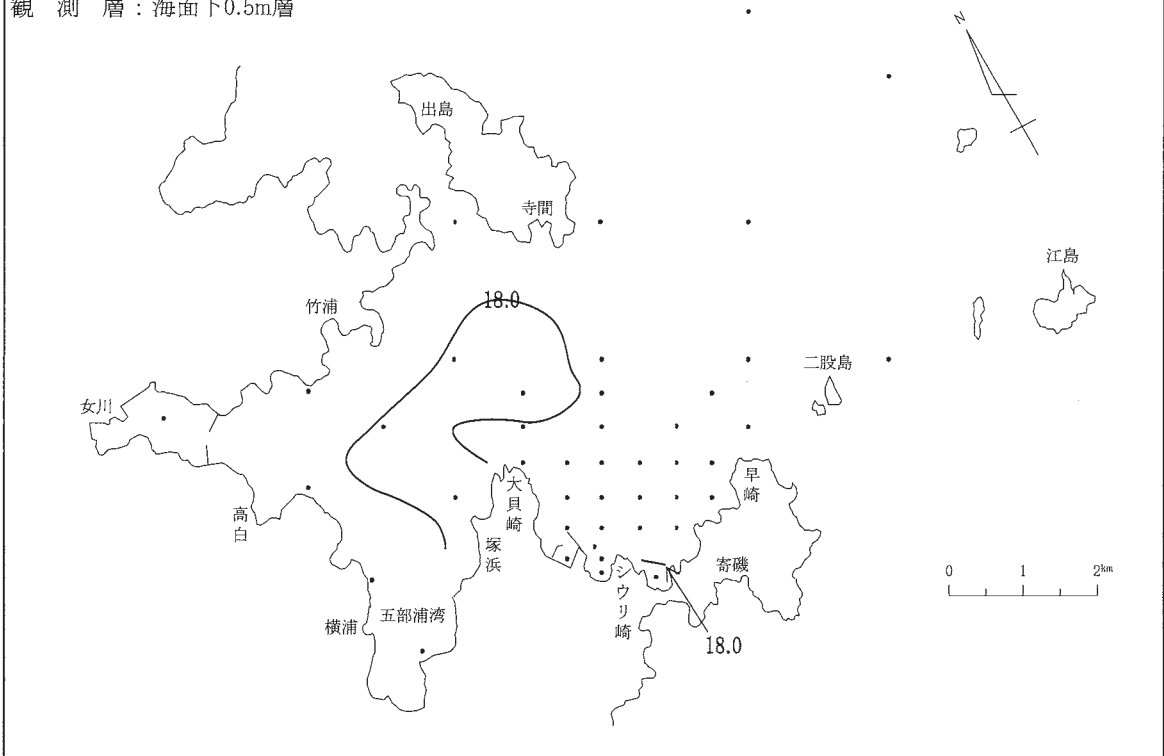 観 測 層：海面下0.5m層
N
出島
寺間
江島
18.0
竹浦
二股島
女川
早崎
大貝崎
高白
塚浜
寄磯
シウリ崎
0 1 2km
五部浦湾
横浦
18.0